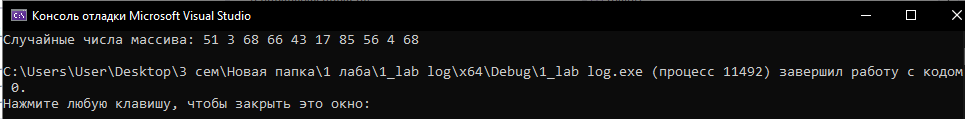 Консоль отладки Microsoft Visual Studio
Случайные числа массива: 51 3 68 66 43 17 85 56 4 68
C:\Users\User\Desktop\3 сем\Новая папка\1 лаба\1_lab log\x64\Debug\1_lab log.exe (процесс 11492) завершил работу с кодом
0.
Нажмите любую клавишу, чтобы закрыть это окно: